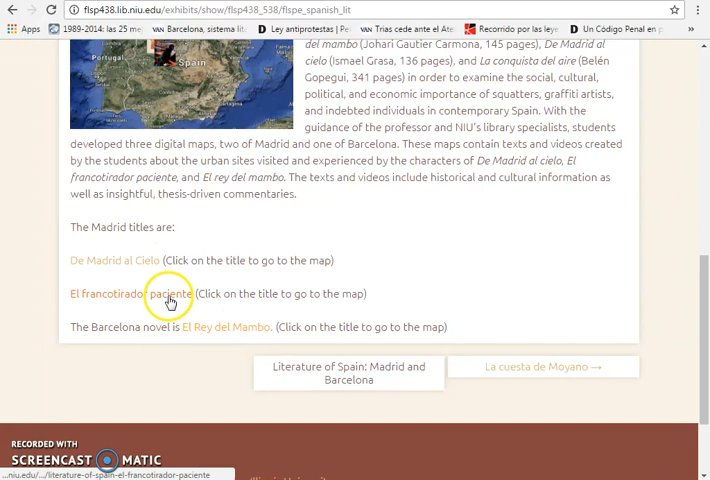 flsp438.lib.niu.edu/exhibits/show/flsp438_538/flspe_spanish_lit
Apps
1989-2014: las 25 mej
Barcelona, sistema lite
Ley antiprotestas | Te
Trias cede ante el Ate
Recorrido por las ley
Un Código Penal en p
»
Portugal
Spain
del mambo (Johari Gautier Carmona, 145 pages), De Madrid al
cielo (Ismael Grasa, 136 pages), and La conquista del aire (Belén
Gopegui, 341 pages) in order to examine the social, cultural,
political, and economic importance of squatters, graffiti artists,
and indebted individuals in contemporary Spain. With the
guidance of the professor and NIU's library specialists, students
developed three digital maps, two of Madrid and one of Barcelona. These maps contain texts and videos created
by the students about the urban sites visited and experienced by the characters of De Madrid al cielo, El
francotirador paciente, and El rey del mambo. The texts and videos include historical and cultural information as
well as insightful, thesis-driven commentaries.
The Madrid titles are:
De Madrid al Cielo (Click on the title to go to the map)
El francotirador paciente (Click on the title to go to the map)
The Barcelona novel is El Rey del Mambo. (Click on the title to go to the map)
Literature of Spain: Madrid and
Barcelona
La cuesta de Moyano →
RECORDED WITH
SCREENCAST MATIC
...niu.edu/.../literature-of-spain-el-francotirador-paciente